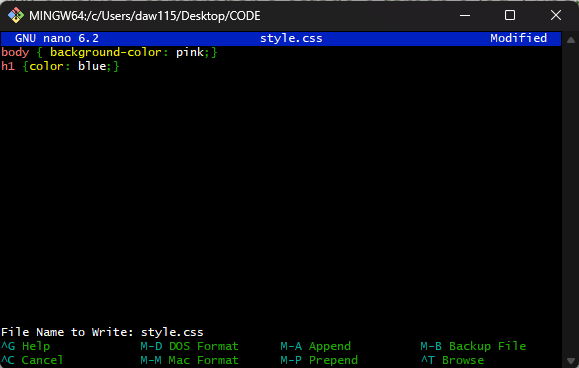 MINGW64:/c/Users/daw115/Desktop/CODE
GNU nano 6.2 style.css Modified
body { background-color: pink;}
h1 {color: blue;}
File Name to Write: style.css
^G Help M-D DOS Format M-A Append M-B Backup File
^C Cancel M-M Mac Format M-P Prepend ^T Browse